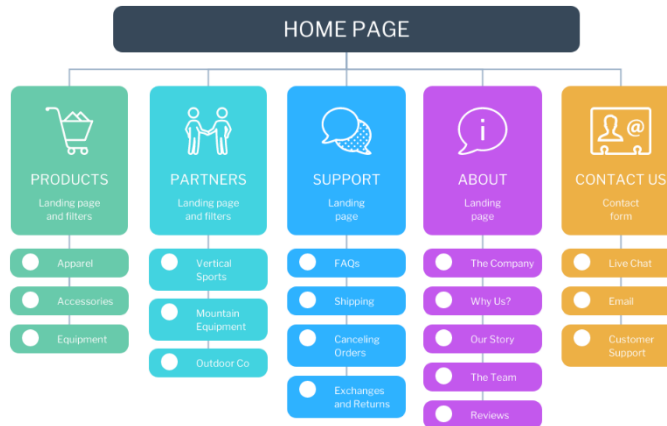 HOME PAGE
PRODUCTS
Landing page
and filters
Apparel
Accessories
Equipment
PARTNERS
Landing page
and filters
Vertical
Sports
Mountain
Equipment
Outdoor Co
SUPPORT
Landing
page
FAQs
Shipping
Canceling
Orders
Exchanges
and Returns
i
ABOUT
Landing
page
The Company
Why Us?
Our Story
The Team
Reviews
@
CONTACT US
Contact
form
Live Chat
Email
Customer
Support